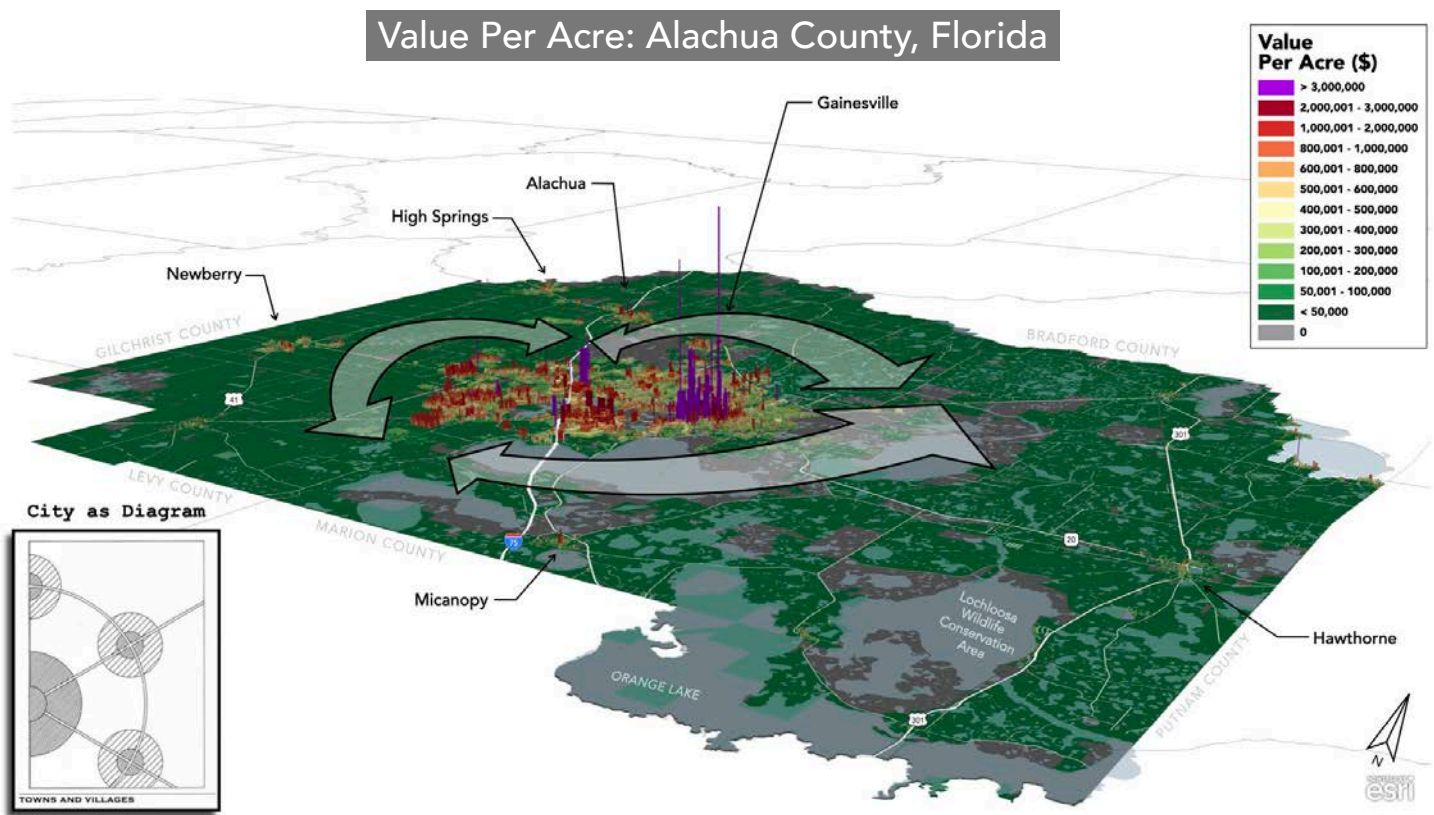 Value Per Acre: Alachua County, Florida
Value
Per Acre ($)
> 3,000,000
2,000,001 - 3,000,000
1,000,001 - 2,000,000
800,001 - 1,000,000
600,001 - 800,000
500,001 - 600,000
400,001 - 500,000
300,001 - 400,000
200,001 - 300,000
100,001 - 200,000
50,001 - 100,000
< 50,000
0
Gainesville
Alachua
High Springs
Newberry
GILCHRIST COUNTY
BRADFORD COUNTY
41
301
LEVY COUNTY
MARION COUNTY
City as Diagram
TOWNS AND VILLAGES
75
20
Micanopy
Lochloosa
Wildlife
Conservation
Area
Hawthorne
ORANGE LAKE
PUTNAM COUNTY
301
N
esri